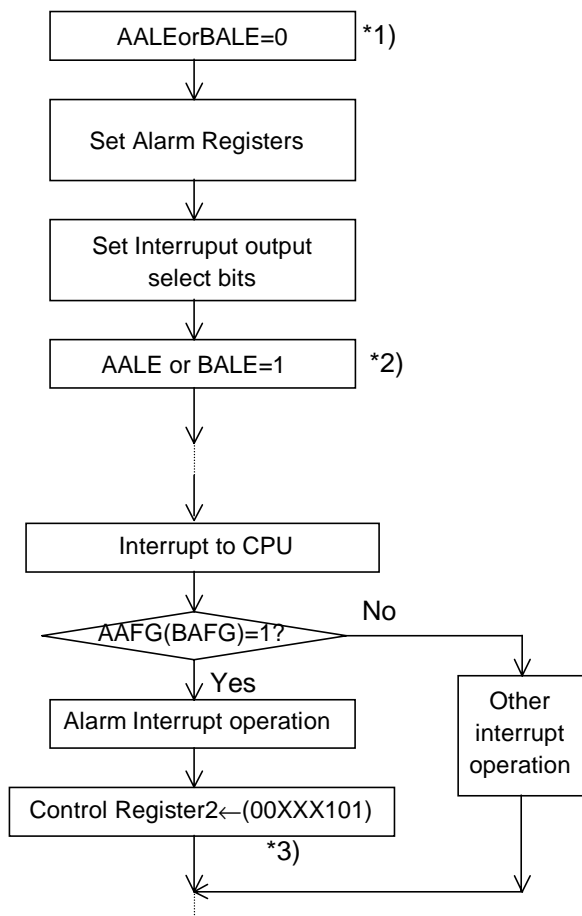 AALEorBALE=0 *1)
Set Alarm Registers
Set Interruput output
select bits
AALE or BALE=1 *2)
Interrupt to CPU
AAFG(BAFG)=1?
No
Yes
Alarm Interrupt operation
Other
interrupt
operation
Control Register2←(00XXX101)
*3)